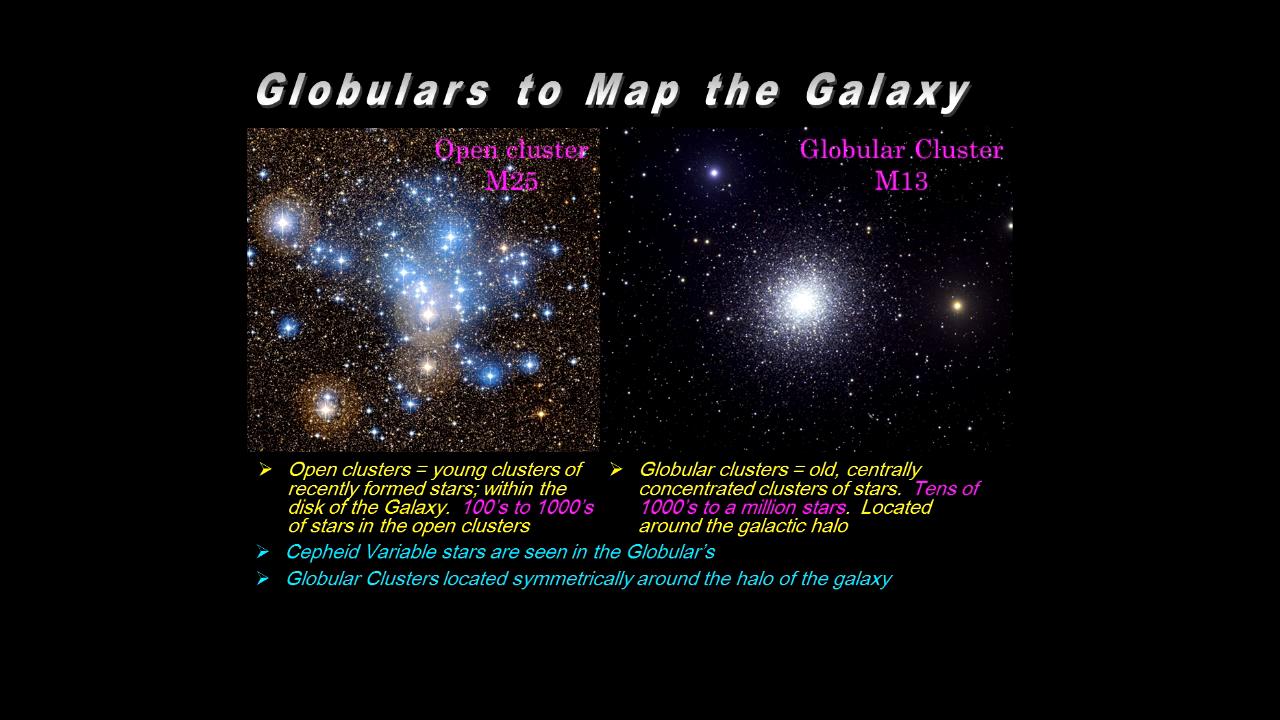 Globulars to Map the Galaxy
Open cluster
M25
Globular Cluster
M13
➢ Open clusters = young clusters of
recently formed stars; within the
disk of the Galaxy. 100's to 1000's
of stars in the open clusters
➢ Globular clusters = old, centrally
concentrated clusters of stars. Tens of
1000's to a million stars. Located
around the galactic halo
➢ Cepheid Variable stars are seen in the Globular's
➢ Globular Clusters located symmetrically around the halo of the galaxy